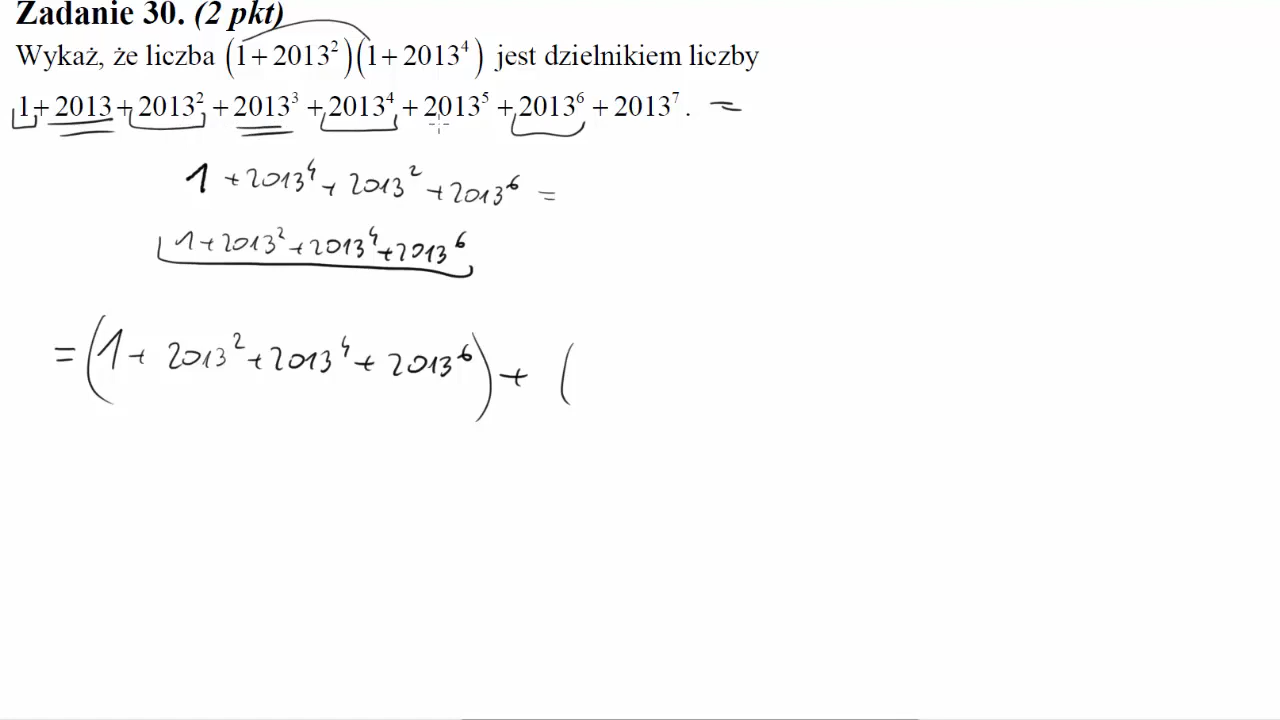 Zadanie 30. (2 pkt)
Wykaż, że liczba (1+2013²)(1+2013⁴) jest dzielnikiem liczby
1+2013+2013²+2013³+2013⁴+2013⁵+2013⁶+2013⁷. =
1+2013⁴+2013²+2013⁶=
1+2013²+2013⁴+2013⁶
=(1+2013²+2013⁴+2013⁶)+(